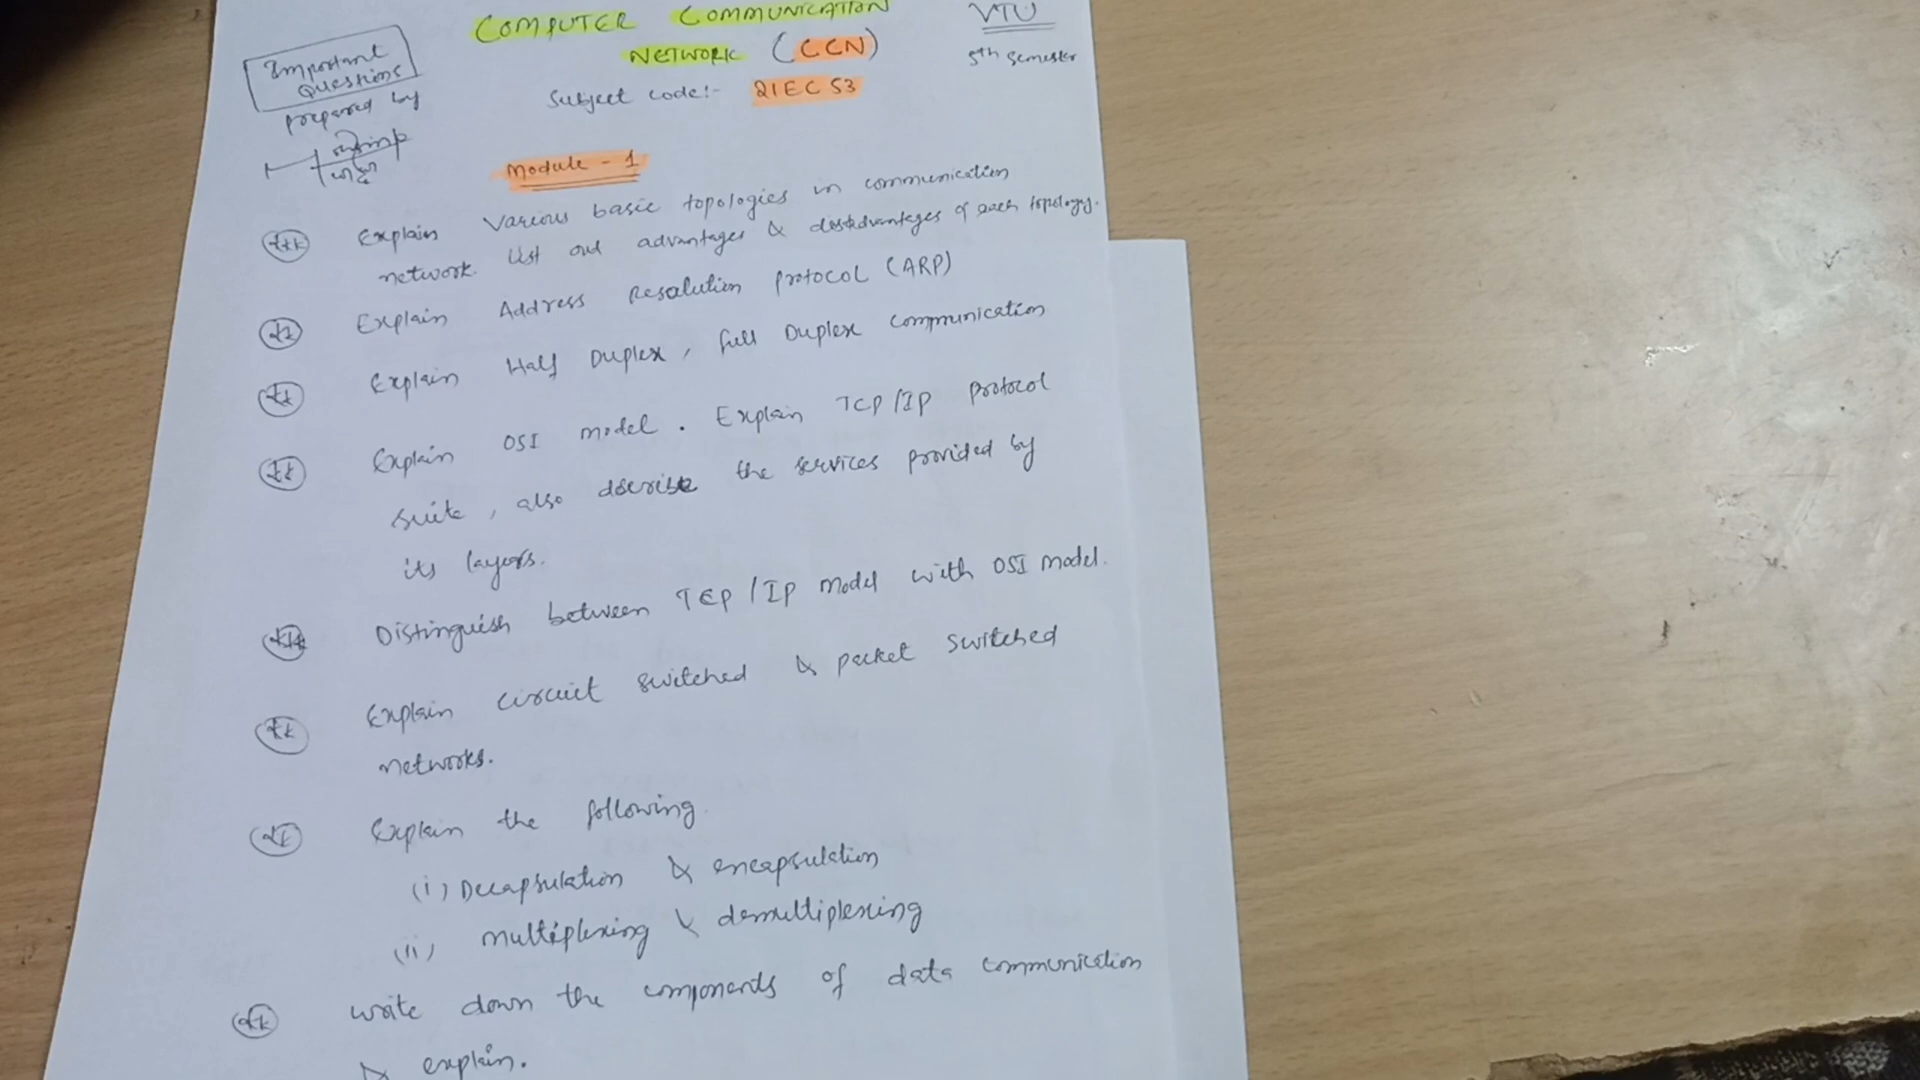 COMPUTER COMMUNICATION
NETWORK (CCN)
VTU
5th semester
Important
Questions
prepared by
Subject code:- 21EC53
Module - 1
Explain Various basic topologies in communication
network. List out advantages & disadvantages of each topology.
Explain Address Resolution protocol (ARP)
Explain Half Duplex, full Duplex communication
Explain OSI model. Explain TCP/IP protocol
suite, also describe the services provided by
its layers.
Distinguish between TCP/IP model with OSI model.
Explain circuit switched & packet switched
networks.
Explain the following.
(i) Decapsulation & encapsulation
(ii) multiplexing & demultiplexing
write down the components of data communication
& explain.